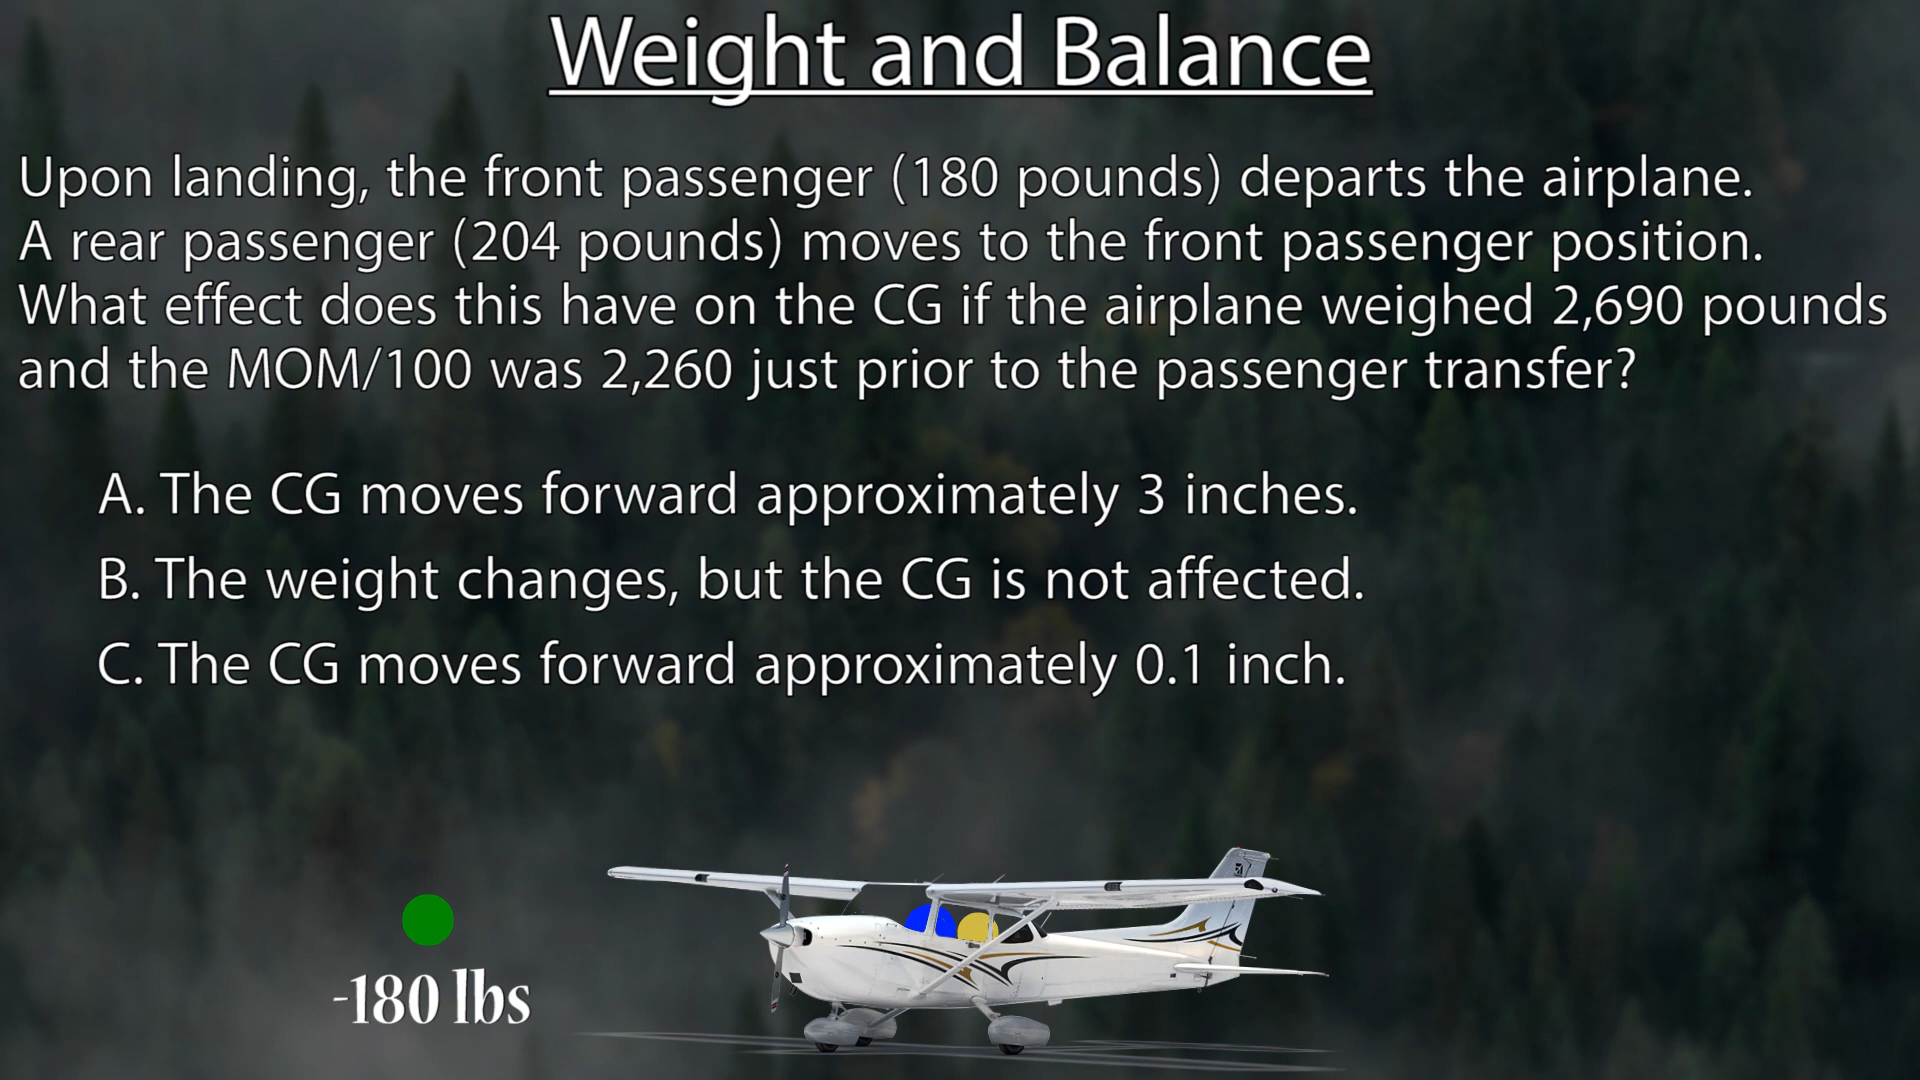 Weight and Balance
Upon landing, the front passenger (180 pounds) departs the airplane.
A rear passenger (204 pounds) moves to the front passenger position.
What effect does this have on the CG if the airplane weighed 2,690 pounds
and the MOM/100 was 2,260 just prior to the passenger transfer?
A. The CG moves forward approximately 3 inches.
B. The weight changes, but the CG is not affected.
C. The CG moves forward approximately 0.1 inch.
-180 lbs